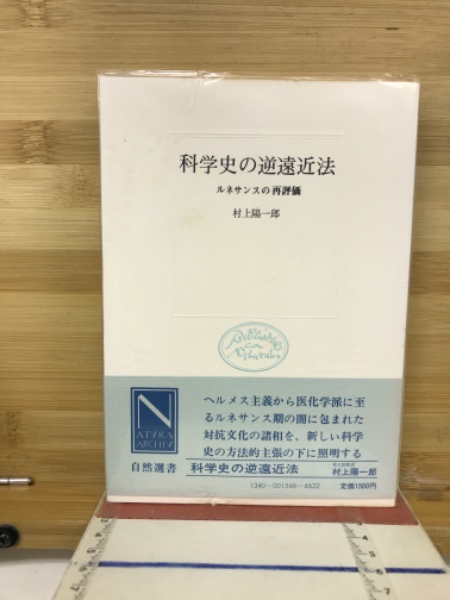 科学史の逆遠近法
ルネサンスの再評価
村上陽一郎
N
NATURA
ARCHIV
ヘルメス主義から医化学派に至
るルネサンス期の闇に包まれた
対抗文化の諸相を、新しい科学
史の方法的主張の下に照明する
自然選書
科学史の逆遠近法
村上陽一郎
1340-001546-4622
定価1500円